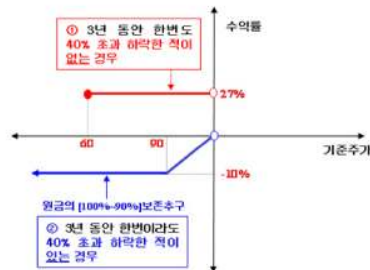 수익률
① 3년 동안 한번도
40% 초과 하락한 적이
없는 경우
27%
60
90
기준주가
-10%
원금의 [100%~90%]보존추구
② 3년 동안 한번이라도
40% 초과 하락한 적이
있는 경우